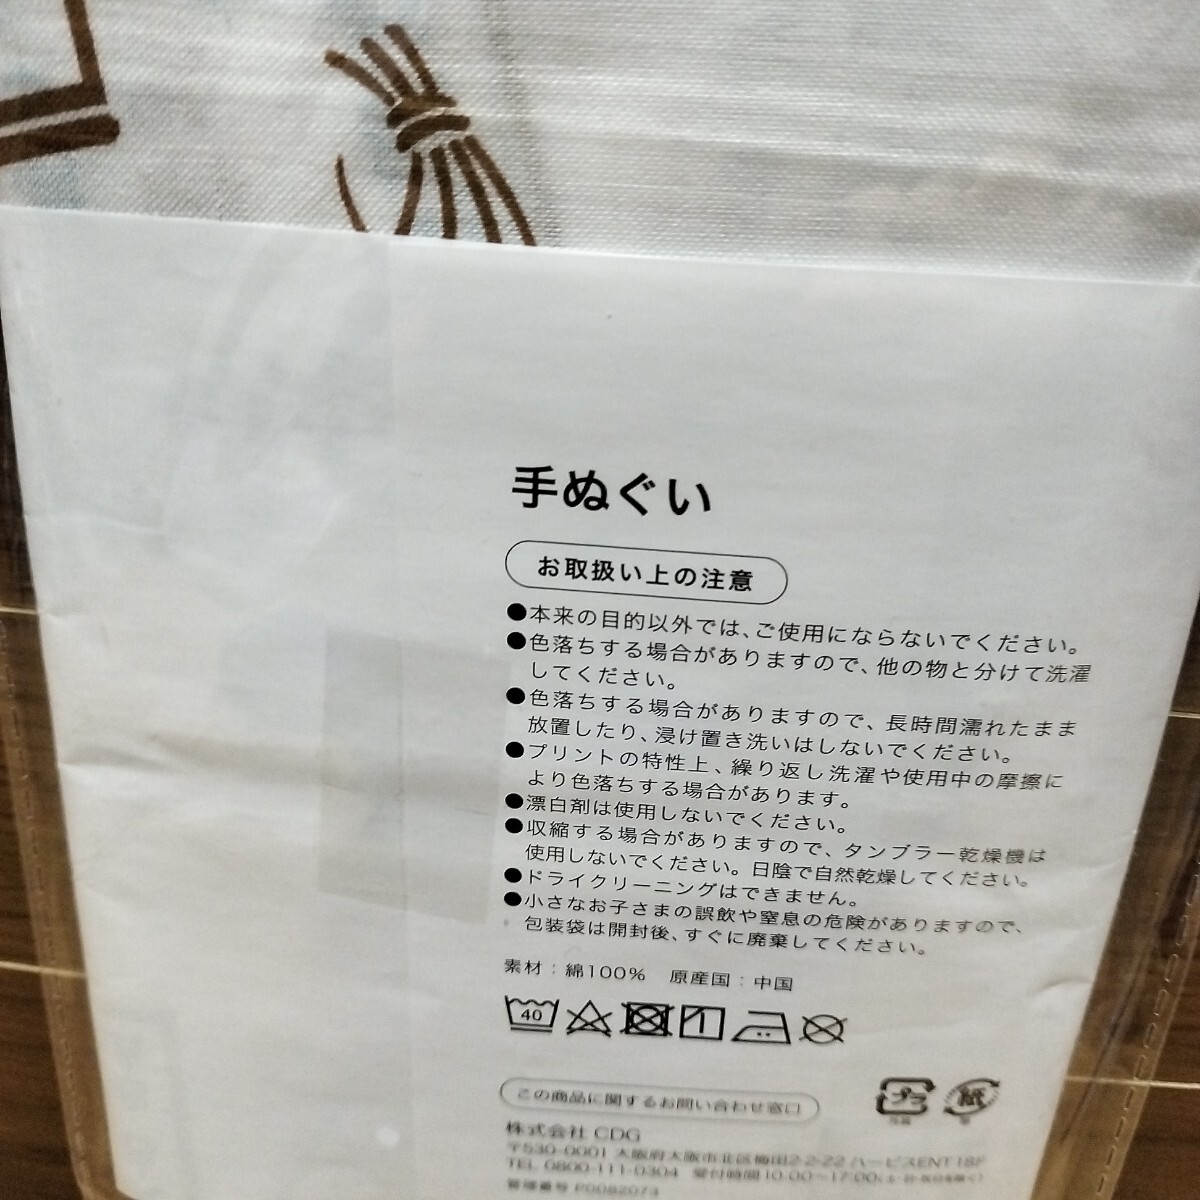 手ぬぐい
お取扱い上の注意
●本来の目的以外では、ご使用にならないでください。
●色落ちする場合がありますので、他の物と分けて洗濯
してください。
●色落ちする場合がありますので、長時間濡れたまま
放置したり、浸け置き洗いはしないでください。
●プリントの特性上、繰り返し洗濯や使用中の摩擦に
より色落ちする場合があります。
●漂白剤は使用しないでください。
●収縮する場合がありますので、タンブラー乾燥機は
使用しないでください。日陰で自然乾燥してください。
●ドライクリーニングはできません。
●小さなお子さまの誤飲や窒息の危険がありますので、
包装袋は開封後、すぐに廃棄してください。
素材：綿100% 原産国：中国
40
この商品に関するお問い合わせ窓口
プラ 紙
株式会社 CDG
〒530-0001 大阪府大阪市北区梅田2-2-22 ハービスENT 18F
TEL 0800-111-0304 受付時間 10:00〜17:00(土・日・祝日を除く)
管理番号 P0082073